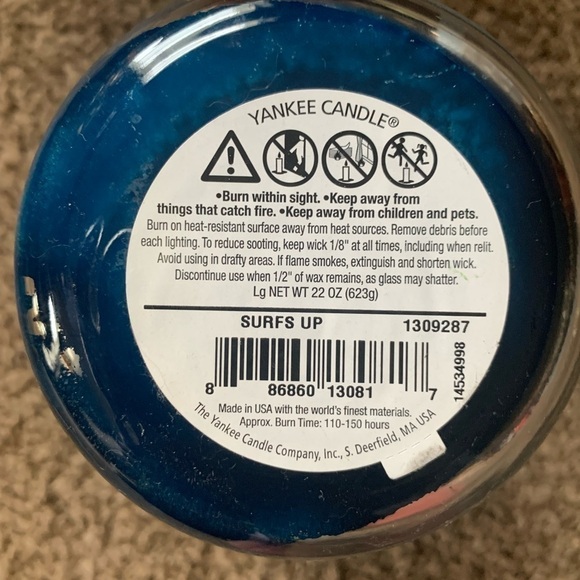 YANKEE CANDLE®
•Burn within sight. •Keep away from
things that catch fire. •Keep away from children and pets.
Burn on heat-resistant surface away from heat sources. Remove debris before
each lighting. To reduce sooting, keep wick 1/8" at all times, including when relit.
Avoid using in drafty areas. If flame smokes, extinguish and shorten wick.
Discontinue use when 1/2" of wax remains, as glass may shatter.
Lg NET WT 22 OZ (623g)
SURFS UP 1309287
8 86860 13081 7
14534998
Made in USA with the world's finest materials.
Approx. Burn Time: 110-150 hours
The Yankee Candle Company, Inc., S. Deerfield, MA USA